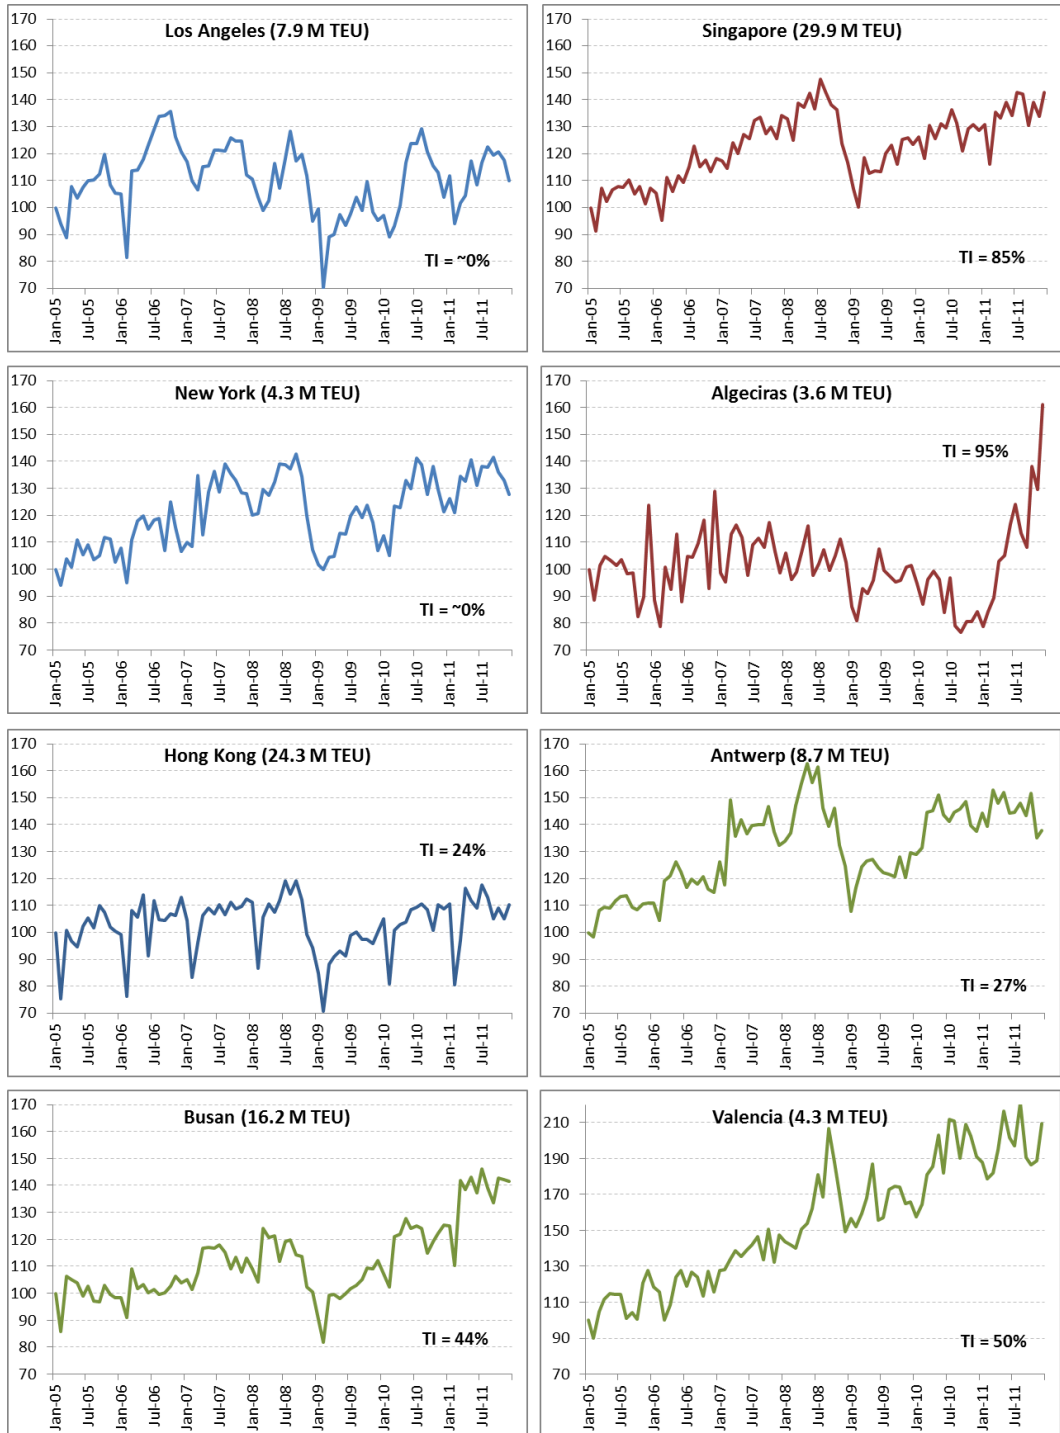 Los Angeles (7.9 M TEU)
170
160
150
140
130
120
110
100
90
80
70
TI = ~0%
Jan-05
Jul-05
Jan-06
Jul-06
Jan-07
Jul-07
Jan-08
Jul-08
Jan-09
Jul-09
Jan-10
Jul-10
Jan-11
Jul-11
Singapore (29.9 M TEU)
170
160
150
140
130
120
110
100
90
80
70
TI = 85%
Jan-05
Jul-05
Jan-06
Jul-06
Jan-07
Jul-07
Jan-08
Jul-08
Jan-09
Jul-09
Jan-10
Jul-10
Jan-11
Jul-11
New York (4.3 M TEU)
170
160
150
140
130
120
110
100
90
80
70
TI = ~0%
Jan-05
Jul-05
Jan-06
Jul-06
Jan-07
Jul-07
Jan-08
Jul-08
Jan-09
Jul-09
Jan-10
Jul-10
Jan-11
Jul-11
Algeciras (3.6 M TEU)
170
160
150
140
130
120
110
100
90
80
70
TI = 95%
Jan-05
Jul-05
Jan-06
Jul-06
Jan-07
Jul-07
Jan-08
Jul-08
Jan-09
Jul-09
Jan-10
Jul-10
Jan-11
Jul-11
Hong Kong (24.3 M TEU)
170
160
150
140
130
120
110
100
90
80
70
TI = 24%
Jan-05
Jul-05
Jan-06
Jul-06
Jan-07
Jul-07
Jan-08
Jul-08
Jan-09
Jul-09
Jan-10
Jul-10
Jan-11
Jul-11
Antwerp (8.7 M TEU)
170
160
150
140
130
120
110
100
90
80
70
TI = 27%
Jan-05
Jul-05
Jan-06
Jul-06
Jan-07
Jul-07
Jan-08
Jul-08
Jan-09
Jul-09
Jan-10
Jul-10
Jan-11
Jul-11
Busan (16.2 M TEU)
170
160
150
140
130
120
110
100
90
80
70
TI = 44%
Jan-05
Jul-05
Jan-06
Jul-06
Jan-07
Jul-07
Jan-08
Jul-08
Jan-09
Jul-09
Jan-10
Jul-10
Jan-11
Jul-11
Valencia (4.3 M TEU)
210
190
170
150
130
110
90
70
TI = 50%
Jan-05
Jul-05
Jan-06
Jul-06
Jan-07
Jul-07
Jan-08
Jul-08
Jan-09
Jul-09
Jan-10
Jul-10
Jan-11
Jul-11